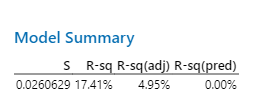 Model Summary
S R-sq R-sq(adj) R-sq(pred)
0.0260629 17.41% 4.95% 0.00%